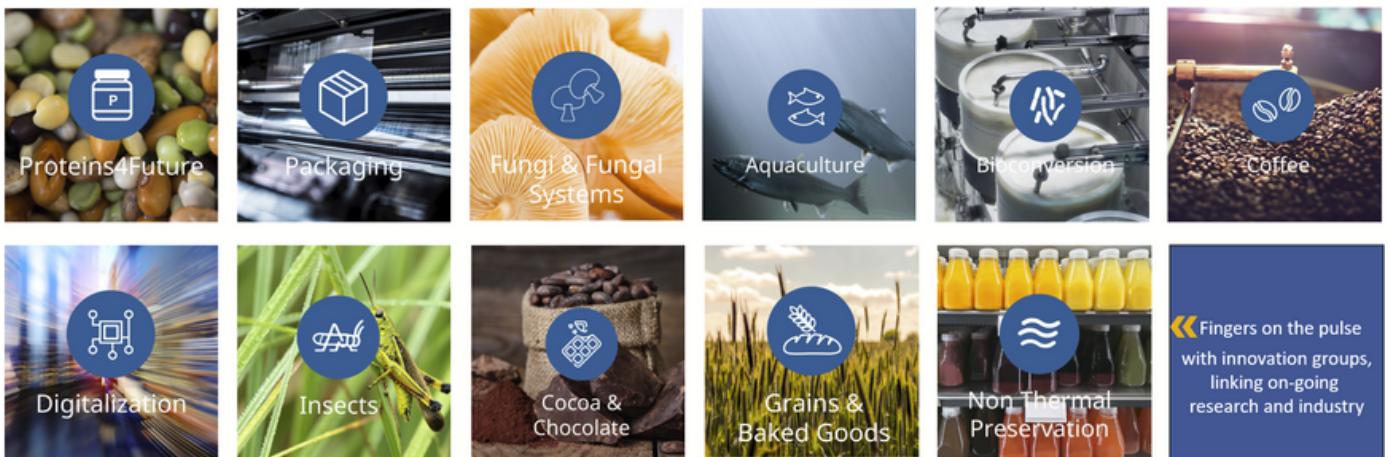 P
Proteins4Future
Packaging
Fungi & Fungal
Systems
Aquaculture
Bioconversion
Coffee
Digitalization
Insects
Cocoa &
Chocolate
Grains &
Baked Goods
Non Thermal
Preservation
«Fingers on the pulse
with innovation groups,
linking on-going
research and industry